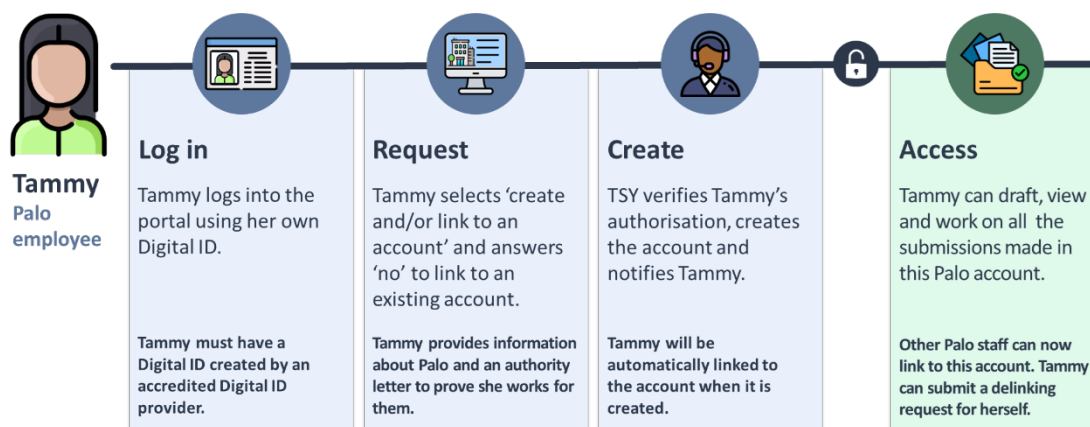 Tammy
Palo
employee
Log in
Tammy logs into the
portal using her own
Digital ID.
Tammy must have a
Digital ID created by an
accredited Digital ID
provider.
Request
Tammy selects ‘create
and/or link to an
account’ and answers
‘no’ to link to an
existing account.
Tammy provides information
about Palo and an authority
letter to prove she works for
them.
Create
TSY verifies Tammy’s
authorisation, creates
the account and
notifies Tammy.
Tammy will be
automatically linked to
the account when it is
created.
Access
Tammy can draft, view
and work on all the
submissions made in
this Palo account.
Other Palo staff can now
link to this account. Tammy
can submit a delinking
request for herself.